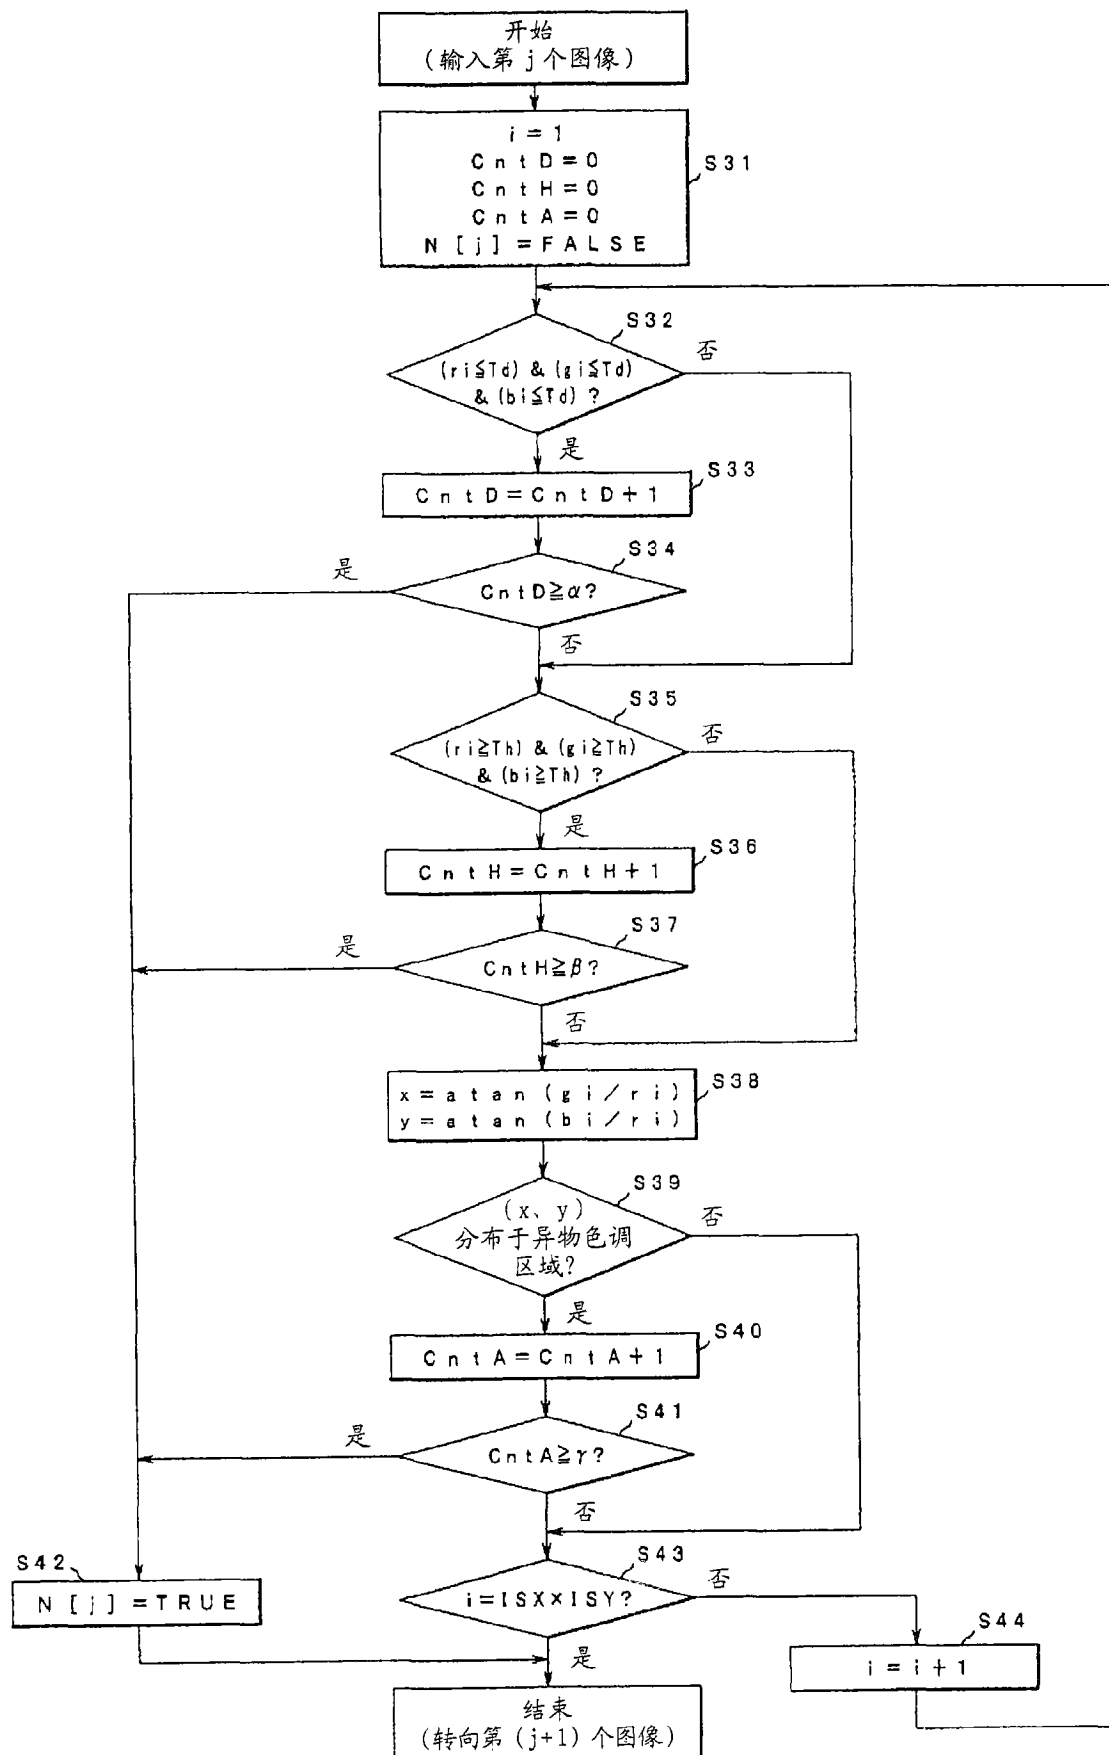 开始
（输入第 j 个图像）
i = 1
CntD=0
CntH=0
CntA=0
N[j]=FALSE
S31
S32
(ri≦Td) & (gi≦Td)
& (bi≦Td) ?
否
是
S33
CntD=CntD+1
S34
CntD≧α?
是
否
S35
(ri≧Th) & (gi≧Th)
& (bi≧Th) ?
否
是
S36
CntH=CntH+1
S37
CntH≧β?
是
否
S38
x=atan(gi/ri)
y=atan(bi/ri)
S39
(x、y)
分布于异物色调
区域?
否
是
S40
CntA=CntA+1
S41
CntA≧γ?
是
否
S42
N[j]=TRUE
S43
i=ISX×ISY?
否
是
S44
i=i+1
结束
(转向第 (j+1) 个图像)